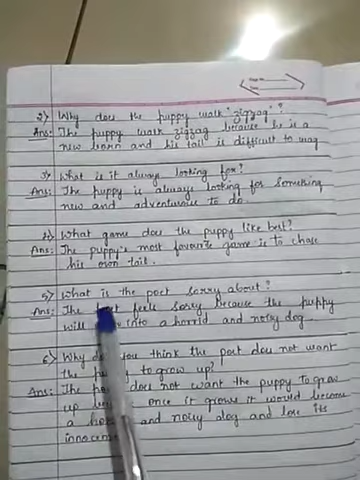 2) Why does the puppy walk 'zigzag'?
Ans: The puppy walk zigzag because he is a
new born and his tail is difficult to wag
3) What is it always looking for?
Ans: The puppy is always looking for something
new and adventurous to do.
What game does the puppy like best?
Ans: The puppy's most favourite game is to chase
his own tail.
5) What is the poet sorry about?
Ans: The feels sorry because the puppy
will into a horrid and noisy dog
6) Why do you think the poet does not want
the to grow up?
Ans: The does not want the puppy to grow
up once it grows it would become
a and noisy dog and lose its